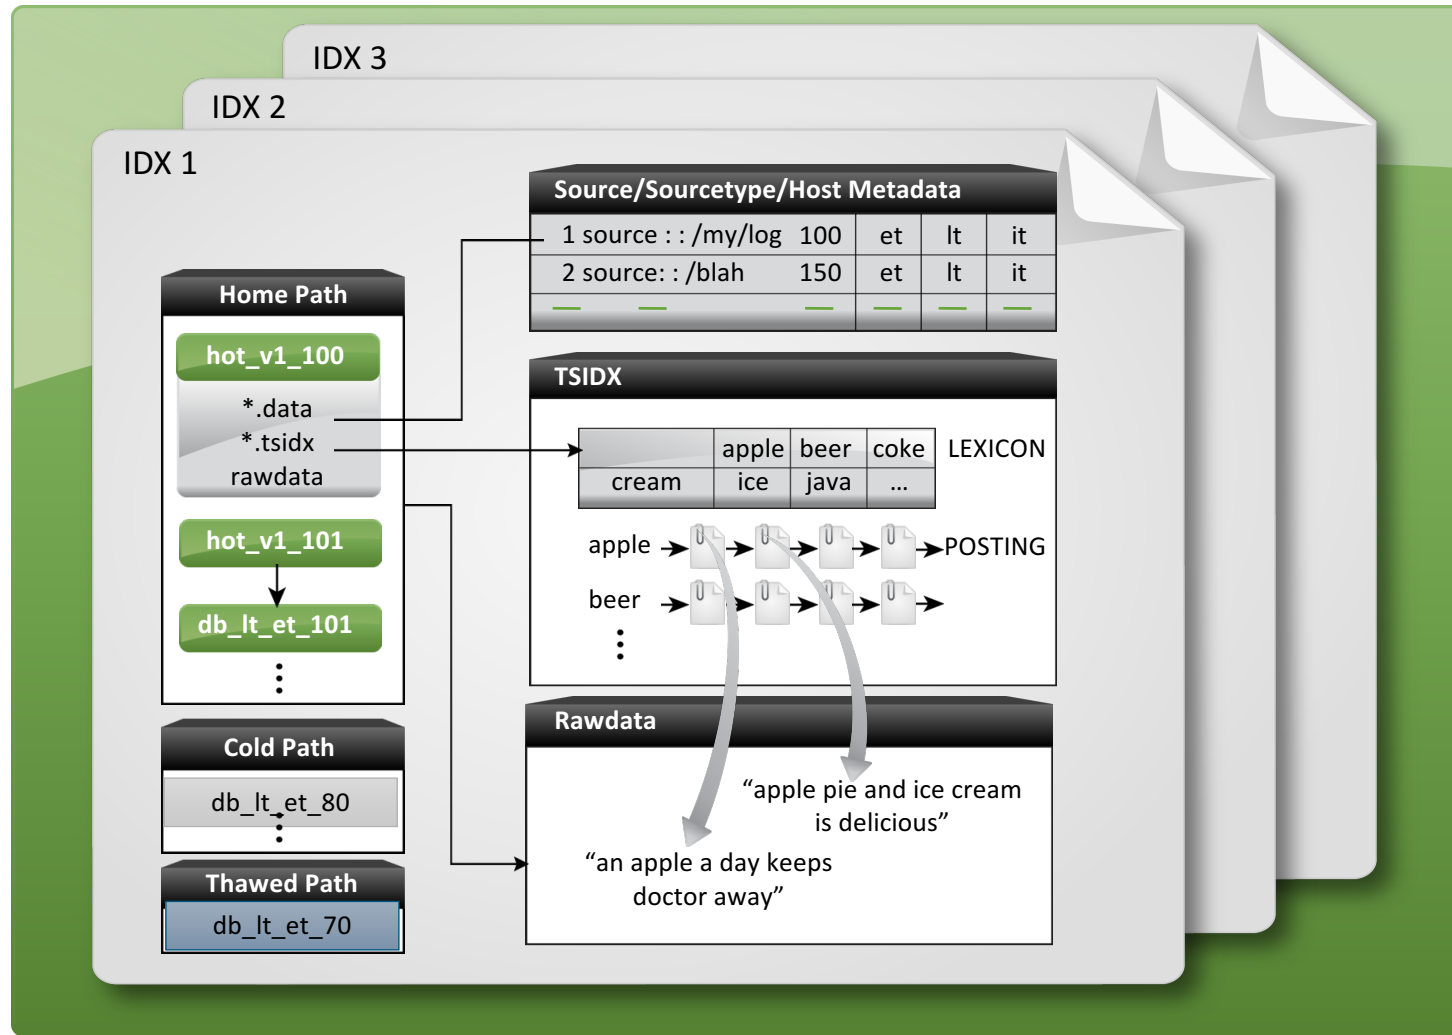 IDX 3
IDX 2
IDX 1
Source/Sourcetype/Host Metadata
1 source : : /my/log 100 et lt it
2 source: : /blah 150 et lt it
Home Path
hot_v1_100
*.data
*.tsidx
rawdata
hot_v1_101
db_lt_et_101
Cold Path
db_lt_et_80
Thawed Path
db_lt_et_70
TSIDX
apple beer coke LEXICON
cream ice java ...
apple POSTING
beer
Rawdata
“apple pie and ice cream
is delicious”
“an apple a day keeps
doctor away”